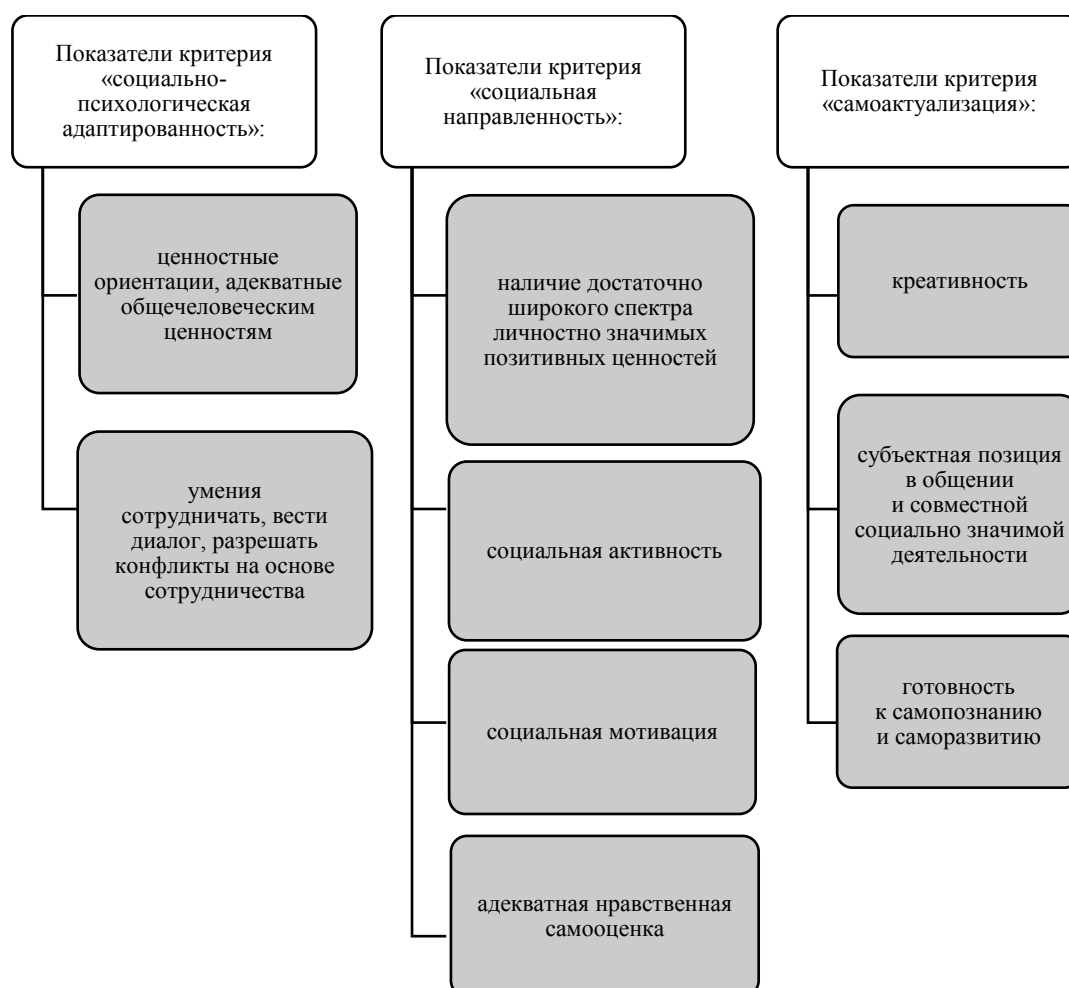 Показатели критерия
«социально-
психологическая
адаптированность»:
ценностные
ориентации, адекватные
общечеловеческим
ценностям
умения
сотрудничать, вести
диалог, разрешать
конфликты на основе
сотрудничества
Показатели критерия
«социальная
направленность»:
наличие достаточно
широкого спектра
личностно значимых
позитивных ценностей
социальная активность
социальная мотивация
адекватная нравственная
самооценка
Показатели критерия
«самоактуализация»:
креативность
субъектная позиция
в общении
и совместной
социально значимой
деятельности
готовность
к самопознанию
и саморазвитию